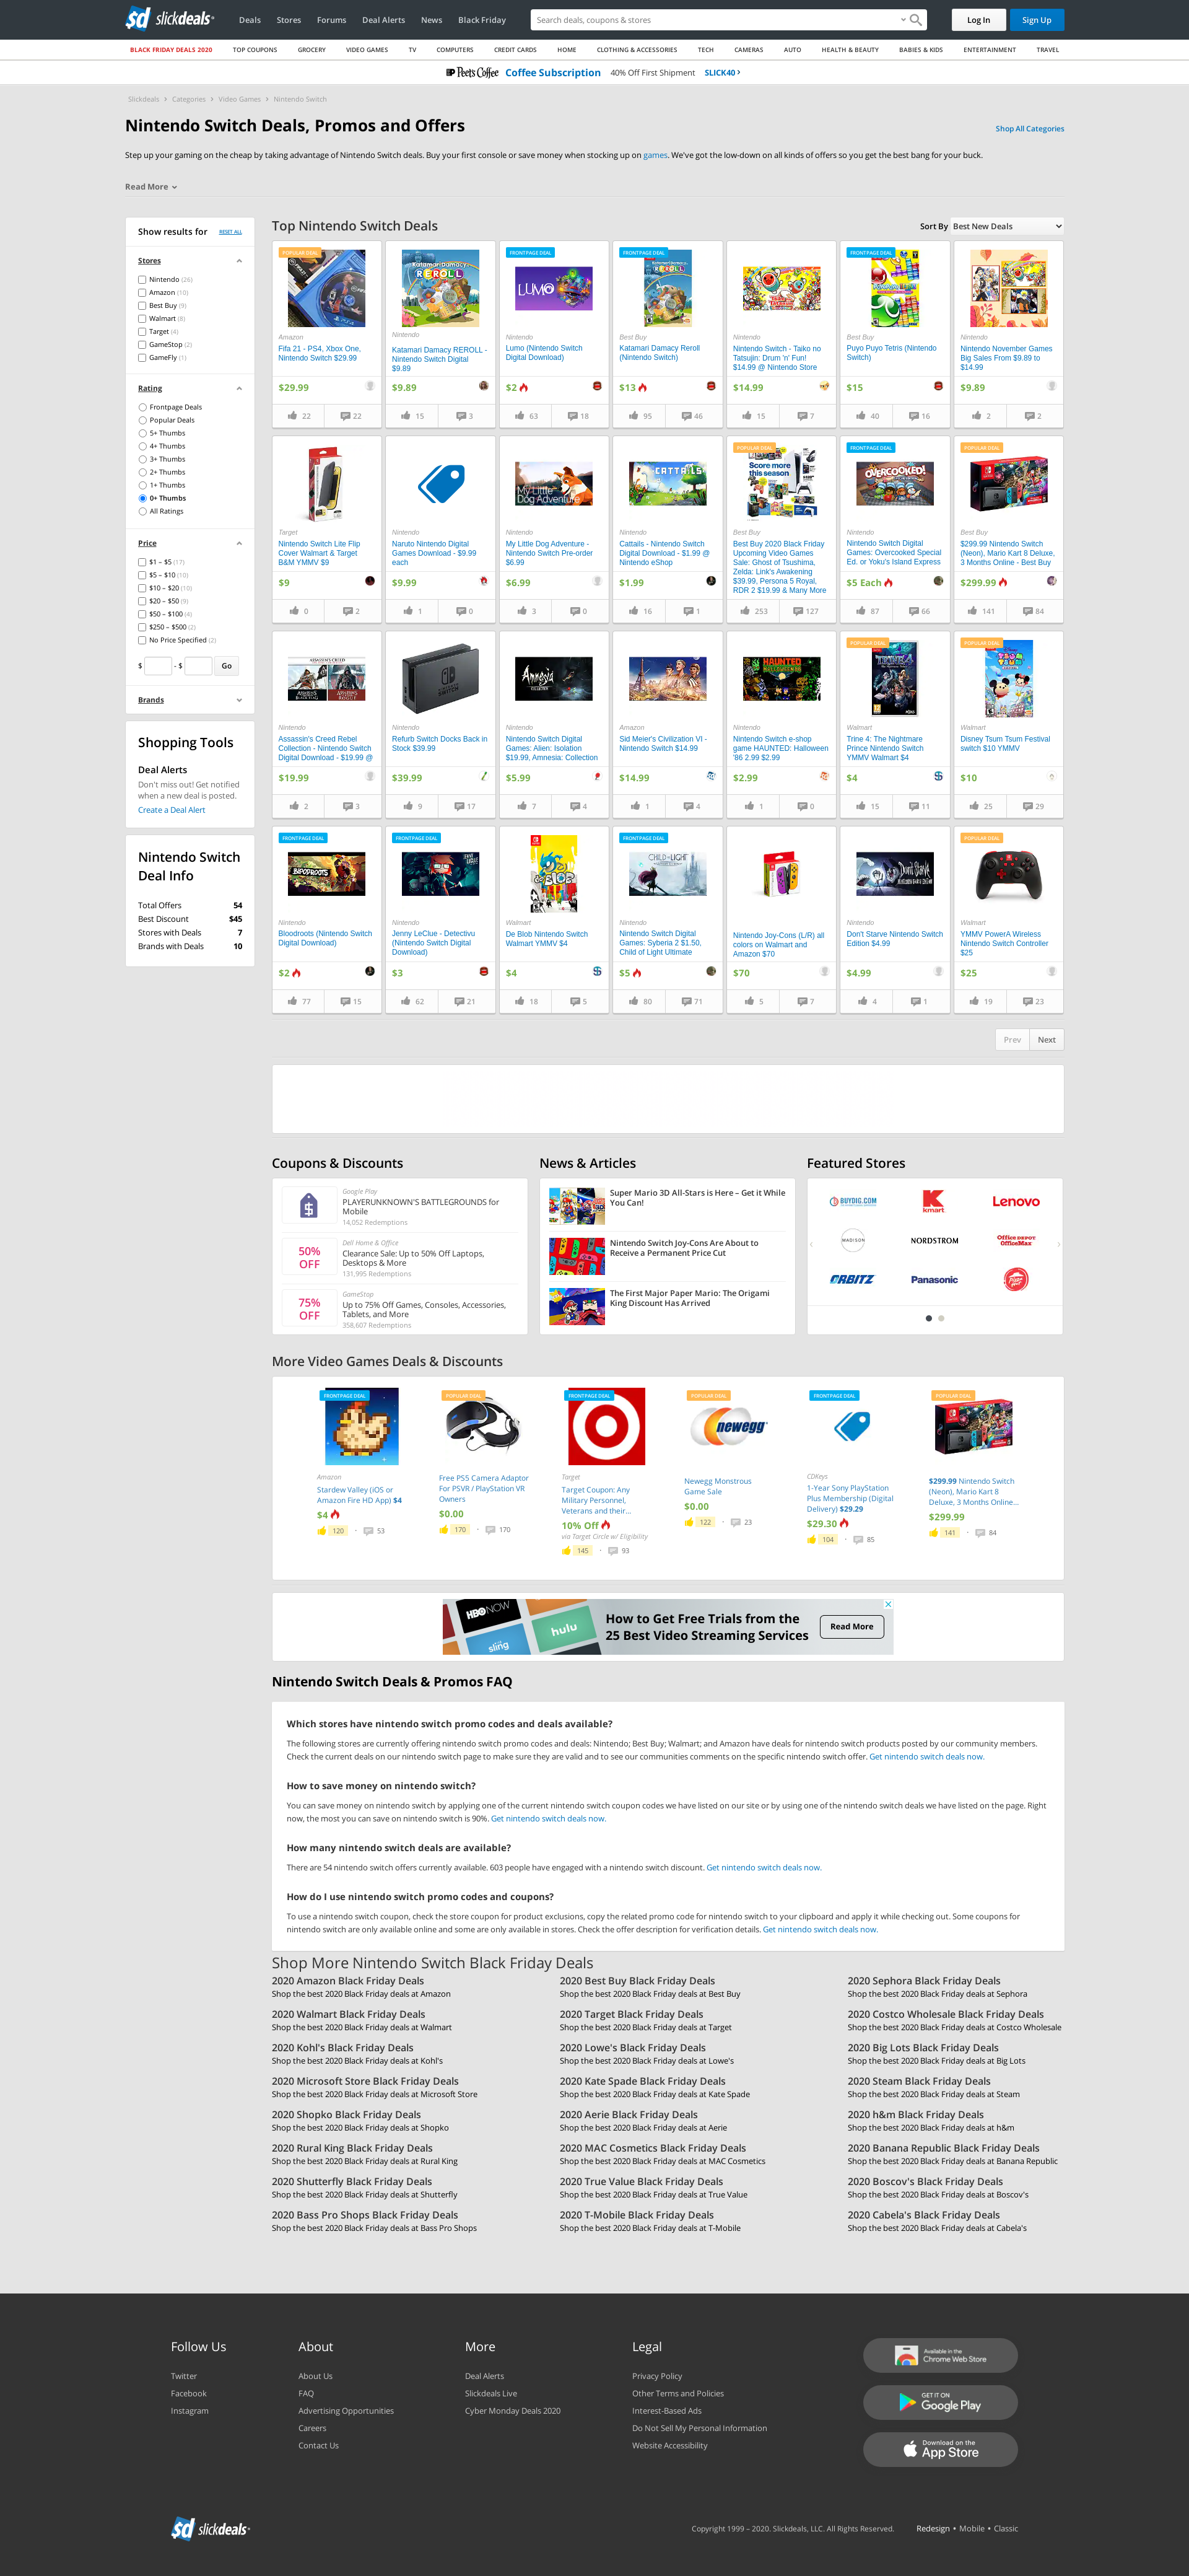 slickdeals
Deals Stores Forums Deal Alerts News Black Friday
Search deals, coupons & stores
Log In
Sign Up
BLACK FRIDAY DEALS 2020 TOP COUPONS GROCERY VIDEO GAMES TV COMPUTERS CREDIT CARDS HOME CLOTHING & ACCESSORIES TECH CAMERAS AUTO HEALTH & BEAUTY BABIES & KIDS ENTERTAINMENT TRAVEL
Peet's Coffee Coffee Subscription 40% Off First Shipment SLICK40 ›
Slickdeals › Categories › Video Games › Nintendo Switch
Nintendo Switch Deals, Promos and Offers
Shop All Categories
Step up your gaming on the cheap by taking advantage of Nintendo Switch deals. Buy your first console or save money when stocking up on games. We've got the low-down on all kinds of offers so you get the best bang for your buck.
Read More
Show results for RESET ALL
Stores
Nintendo (26)
Amazon (10)
Best Buy (9)
Walmart (8)
Target (4)
GameStop (2)
GameFly (1)
Rating
Frontpage Deals
Popular Deals
5+ Thumbs
4+ Thumbs
3+ Thumbs
2+ Thumbs
1+ Thumbs
0+ Thumbs
All Ratings
Price
$1 – $5 (17)
$5 – $10 (10)
$10 – $20 (10)
$20 – $50 (9)
$50 – $100 (4)
$250 – $500 (2)
No Price Specified (2)
$ - $ Go
Brands
Shopping Tools
Deal Alerts
Don't miss out! Get notified
when a new deal is posted.
Create a Deal Alert
Nintendo Switch
Deal Info
Total Offers 54
Best Discount $45
Stores with Deals 7
Brands with Deals 10
Top Nintendo Switch Deals
Sort By Best New Deals
POPULAR DEAL
Amazon
Fifa 21 - PS4, Xbox One,
Nintendo Switch $29.99
$29.99
22 22
Nintendo
Katamari Damacy REROLL -
Nintendo Switch Digital
$9.89
$9.89
15 3
FRONTPAGE DEAL
LUMO
Nintendo
Lumo (Nintendo Switch
Digital Download)
$2
63 18
FRONTPAGE DEAL
Best Buy
Katamari Damacy Reroll
(Nintendo Switch)
$13
95 46
Nintendo
Nintendo Switch - Taiko no
Tatsujin: Drum 'n' Fun!
$14.99 @ Nintendo Store
$14.99
15 7
FRONTPAGE DEAL
Best Buy
Puyo Puyo Tetris (Nintendo
Switch)
$15
40 16
Nintendo
Nintendo November Games
Big Sales From $9.89 to
$14.99
$9.89
2 2
Target
Nintendo Switch Lite Flip
Cover Walmart & Target
B&M YMMV $9
$9
0 2
Nintendo
Naruto Nintendo Digital
Games Download - $9.99
each
$9.99
1 0
My Little
Dog Adventure
Nintendo
My Little Dog Adventure -
Nintendo Switch Pre-order
$6.99
$6.99
3 0
CATTAILS
Nintendo
Cattails - Nintendo Switch
Digital Download - $1.99 @
Nintendo eShop
$1.99
16 1
POPULAR DEAL
Score more
this season
Best Buy
Best Buy 2020 Black Friday
Upcoming Video Games
Sale: Ghost of Tsushima,
Zelda: Link's Awakening
$39.99, Persona 5 Royal,
RDR 2 $19.99 & Many More
253 127
FRONTPAGE DEAL
OVERCOOKED!
Nintendo
Nintendo Switch Digital
Games: Overcooked Special
Ed. or Yoku's Island Express
$5 Each
87 66
POPULAR DEAL
Best Buy
$299.99 Nintendo Switch
(Neon), Mario Kart 8 Deluxe,
3 Months Online - Best Buy
$299.99
141 84
Nintendo
Assassin's Creed Rebel
Collection - Nintendo Switch
Digital Download - $19.99 @
$19.99
2 3
Nintendo
Refurb Switch Docks Back in
Stock $39.99
$39.99
9 17
Amnesia
Nintendo
Nintendo Switch Digital
Games: Alien: Isolation
$19.99, Amnesia: Collection
$5.99
7 4
Amazon
Sid Meier's Civilization VI -
Nintendo Switch $14.99
$14.99
1 4
HAUNTED
Nintendo
Nintendo Switch e-shop
game HAUNTED: Halloween
'86 2.99 $2.99
$2.99
1 0
POPULAR DEAL
Walmart
Trine 4: The Nightmare
Prince Nintendo Switch
YMMV Walmart $4
$4
15 11
POPULAR DEAL
Walmart
Disney Tsum Tsum Festival
switch $10 YMMV
$10
25 29
FRONTPAGE DEAL
Nintendo
Bloodroots (Nintendo Switch
Digital Download)
$2
77 15
FRONTPAGE DEAL
Nintendo
Jenny LeClue - Detectivu
(Nintendo Switch Digital
Download)
$3
62 21
Walmart
De Blob Nintendo Switch
Walmart YMMV $4
$4
18 5
FRONTPAGE DEAL
CHILD of LIGHT
Nintendo
Nintendo Switch Digital
Games: Syberia 2 $1.50,
Child of Light Ultimate
$5
80 71
Nintendo Joy-Cons (L/R) all
colors on Walmart and
Amazon $70
$70
5 7
Don't Starve
Nintendo
Don't Starve Nintendo Switch
Edition $4.99
$4.99
4 1
POPULAR DEAL
Walmart
YMMV PowerA Wireless
Nintendo Switch Controller
$25
$25
19 23
Prev Next
Coupons & Discounts
Google Play
PLAYERUNKNOWN'S BATTLEGROUNDS for
Mobile
14,052 Redemptions
50%
OFF
Dell Home & Office
Clearance Sale: Up to 50% Off Laptops,
Desktops & More
131,995 Redemptions
75%
OFF
GameStop
Up to 75% Off Games, Consoles, Accessories,
Tablets, and More
358,607 Redemptions
News & Articles
Super Mario 3D All-Stars is Here – Get it While
You Can!
Nintendo Switch Joy-Cons Are About to
Receive a Permanent Price Cut
The First Major Paper Mario: The Origami
King Discount Has Arrived
Featured Stores
BUYDIG.COM
kmart
Lenovo
MADISON
NORDSTROM
Office DEPOT
OfficeMax
ORBITZ
Panasonic
More Video Games Deals & Discounts
FRONTPAGE DEAL
Amazon
Stardew Valley (iOS or
Amazon Fire HD App) $4
$4
120 • 53
POPULAR DEAL
Free PS5 Camera Adaptor
For PSVR / PlayStation VR
Owners
$0.00
170 • 170
FRONTPAGE DEAL
Target
Target Coupon: Any
Military Personnel,
Veterans and their...
10% Off
via Target Circle w/ Eligibility
145 • 93
POPULAR DEAL
newegg
Newegg Monstrous
Game Sale
$0.00
122 • 23
FRONTPAGE DEAL
CDKeys
1-Year Sony PlayStation
Plus Membership (Digital
Delivery) $29.29
$29.30
104 • 85
POPULAR DEAL
$299.99 Nintendo Switch
(Neon), Mario Kart 8
Deluxe, 3 Months Online...
$299.99
141 • 84
HBO NOW
sling
hulu
How to Get Free Trials from the
25 Best Video Streaming Services
Read More
Nintendo Switch Deals & Promos FAQ
Which stores have nintendo switch promo codes and deals available?
The following stores are currently offering nintendo switch promo codes and deals: Nintendo; Best Buy; Walmart; and Amazon have deals for nintendo switch products posted by our community members.
Check the current deals on our nintendo switch page to make sure they are valid and to see our communities comments on the specific nintendo switch offer. Get nintendo switch deals now.
How to save money on nintendo switch?
You can save money on nintendo switch by applying one of the current nintendo switch coupon codes we have listed on our site or by using one of the nintendo switch deals we have listed on the page. Right
now, the most you can save on nintendo switch is 90%. Get nintendo switch deals now.
How many nintendo switch deals are available?
There are 54 nintendo switch offers currently available. 603 people have engaged with a nintendo switch discount. Get nintendo switch deals now.
How do I use nintendo switch promo codes and coupons?
To use a nintendo switch coupon, check the store coupon for product exclusions, copy the related promo code for nintendo switch to your clipboard and apply it while checking out. Some coupons for
nintendo switch are only available online and some are only available in stores. Check the offer description for verification details. Get nintendo switch deals now.
Shop More Nintendo Switch Black Friday Deals
2020 Amazon Black Friday Deals
Shop the best 2020 Black Friday deals at Amazon
2020 Best Buy Black Friday Deals
Shop the best 2020 Black Friday deals at Best Buy
2020 Sephora Black Friday Deals
Shop the best 2020 Black Friday deals at Sephora
2020 Walmart Black Friday Deals
Shop the best 2020 Black Friday deals at Walmart
2020 Target Black Friday Deals
Shop the best 2020 Black Friday deals at Target
2020 Costco Wholesale Black Friday Deals
Shop the best 2020 Black Friday deals at Costco Wholesale
2020 Kohl's Black Friday Deals
Shop the best 2020 Black Friday deals at Kohl's
2020 Lowe's Black Friday Deals
Shop the best 2020 Black Friday deals at Lowe's
2020 Big Lots Black Friday Deals
Shop the best 2020 Black Friday deals at Big Lots
2020 Microsoft Store Black Friday Deals
Shop the best 2020 Black Friday deals at Microsoft Store
2020 Kate Spade Black Friday Deals
Shop the best 2020 Black Friday deals at Kate Spade
2020 Steam Black Friday Deals
Shop the best 2020 Black Friday deals at Steam
2020 Shopko Black Friday Deals
Shop the best 2020 Black Friday deals at Shopko
2020 Aerie Black Friday Deals
Shop the best 2020 Black Friday deals at Aerie
2020 h&m Black Friday Deals
Shop the best 2020 Black Friday deals at h&m
2020 Rural King Black Friday Deals
Shop the best 2020 Black Friday deals at Rural King
2020 MAC Cosmetics Black Friday Deals
Shop the best 2020 Black Friday deals at MAC Cosmetics
2020 Banana Republic Black Friday Deals
Shop the best 2020 Black Friday deals at Banana Republic
2020 Shutterfly Black Friday Deals
Shop the best 2020 Black Friday deals at Shutterfly
2020 True Value Black Friday Deals
Shop the best 2020 Black Friday deals at True Value
2020 Boscov's Black Friday Deals
Shop the best 2020 Black Friday deals at Boscov's
2020 Bass Pro Shops Black Friday Deals
Shop the best 2020 Black Friday deals at Bass Pro Shops
2020 T-Mobile Black Friday Deals
Shop the best 2020 Black Friday deals at T-Mobile
2020 Cabela's Black Friday Deals
Shop the best 2020 Black Friday deals at Cabela's
Follow Us
Twitter
Facebook
Instagram
About
About Us
FAQ
Advertising Opportunities
Careers
Contact Us
More
Deal Alerts
Slickdeals Live
Cyber Monday Deals 2020
Legal
Privacy Policy
Other Terms and Policies
Interest-Based Ads
Do Not Sell My Personal Information
Website Accessibility
Available in the
Chrome Web Store
GET IT ON
Google Play
Download on the
App Store
slickdeals
Copyright 1999 – 2020. Slickdeals, LLC. All Rights Reserved. Redesign • Mobile • Classic